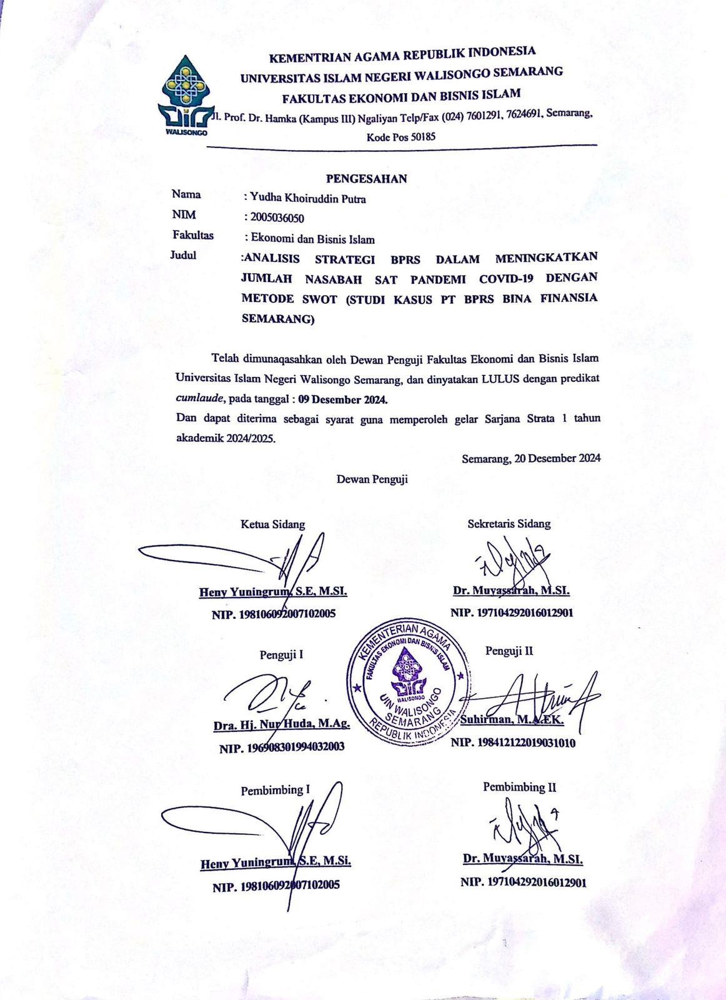 KEMENTRIAN AGAMA REPUBLIK INDONESIA
UNIVERSITAS ISLAM NEGERI WALISONGO SEMARANG
FAKULTAS EKONOMI DAN BISNIS ISLAM
Jl. Prof. Dr. Hamka (Kampus III) Ngaliyan Telp/Fax (024) 7601291, 7624691, Semarang,
Kode Pos 50185
WALISONGO
PENGESAHAN
Nama : Yudha Khoiruddin Putra
NIM : 2005036050
Fakultas : Ekonomi dan Bisnis Islam
Judul :ANALISIS STRATEGI BPRS DALAM MENINGKATKAN
JUMLAH NASABAH SAT PANDEMI COVID-19 DENGAN
METODE SWOT (STUDI KASUS PT BPRS BINA FINANSIA
SEMARANG)
Telah dimunaqasahkan oleh Dewan Penguji Fakultas Ekonomi dan Bisnis Islam
Universitas Islam Negeri Walisongo Semarang, dan dinyatakan LULUS dengan predikat
cumlaude, pada tanggal : 09 Desember 2024.
Dan dapat diterima sebagai syarat guna memperoleh gelar Sarjana Strata 1 tahun
akademik 2024/2025.
Semarang, 20 Desember 2024
Dewan Penguji
Ketua Sidang Sekretaris Sidang
Heny Yuningrum, S.E, M.SI. Dr. Muyassarah, M.SI.
NIP. 198106092007102005 NIP. 197104292016012901
Penguji I Penguji II
Dra. Hj. Nur Huda, M.Ag. Suhirman, M.A.EK.
NIP. 196908301994032003 NIP. 198412122019031010
KEMENTERIAN AGAMA
FAKULTAS EKONOMI DAN BISNIS ISLAM
WALISONGO
UIN WALISONGO
SEMARANG
REPUBLIK INDONESIA
Pembimbing I Pembimbing II
Heny Yuningrum, S.E, M.Si. Dr. Muyassarah, M.SI.
NIP. 198106092007102005 NIP. 197104292016012901